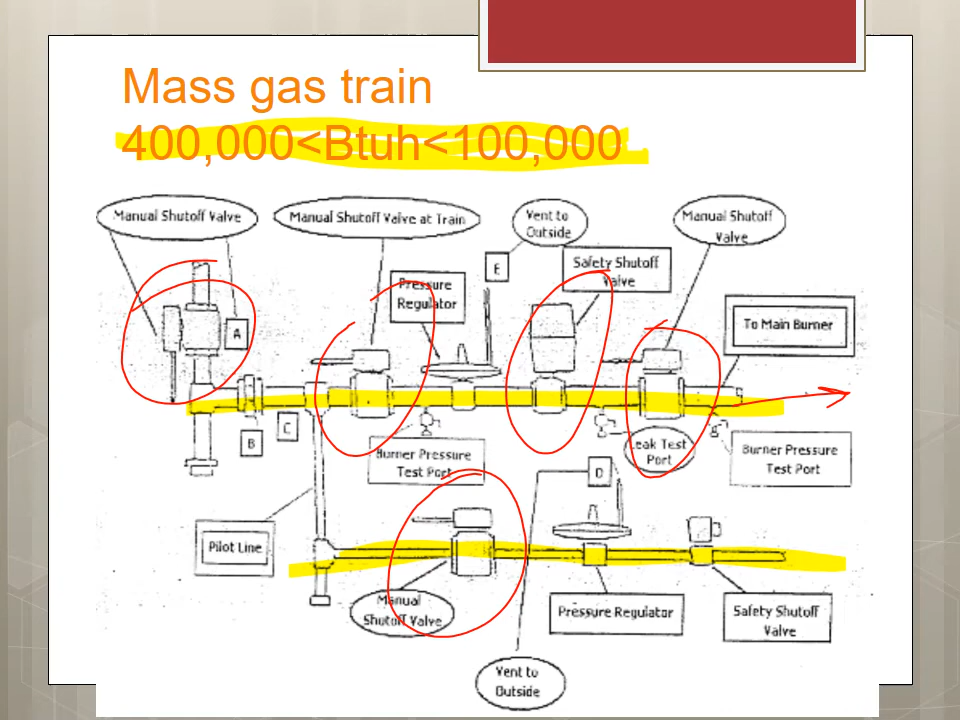 Mass gas train
400,000<Btuh<100,000
Manual Shutoff Valve
Manual Shutoff Valve at Train
Vent to
Outside
Manual Shutoff
Valve
E
Safety Shutoff
Valve
Pressure
Regulator
To Main Burner
A
B
C
Burner Pressure
Test Port
Leak Test
Port
Burner Pressure
Test Port
D
Pilot Line
Manual
Shutoff Valve
Pressure Regulator
Safety Shutoff
Valve
Vent to
Outside